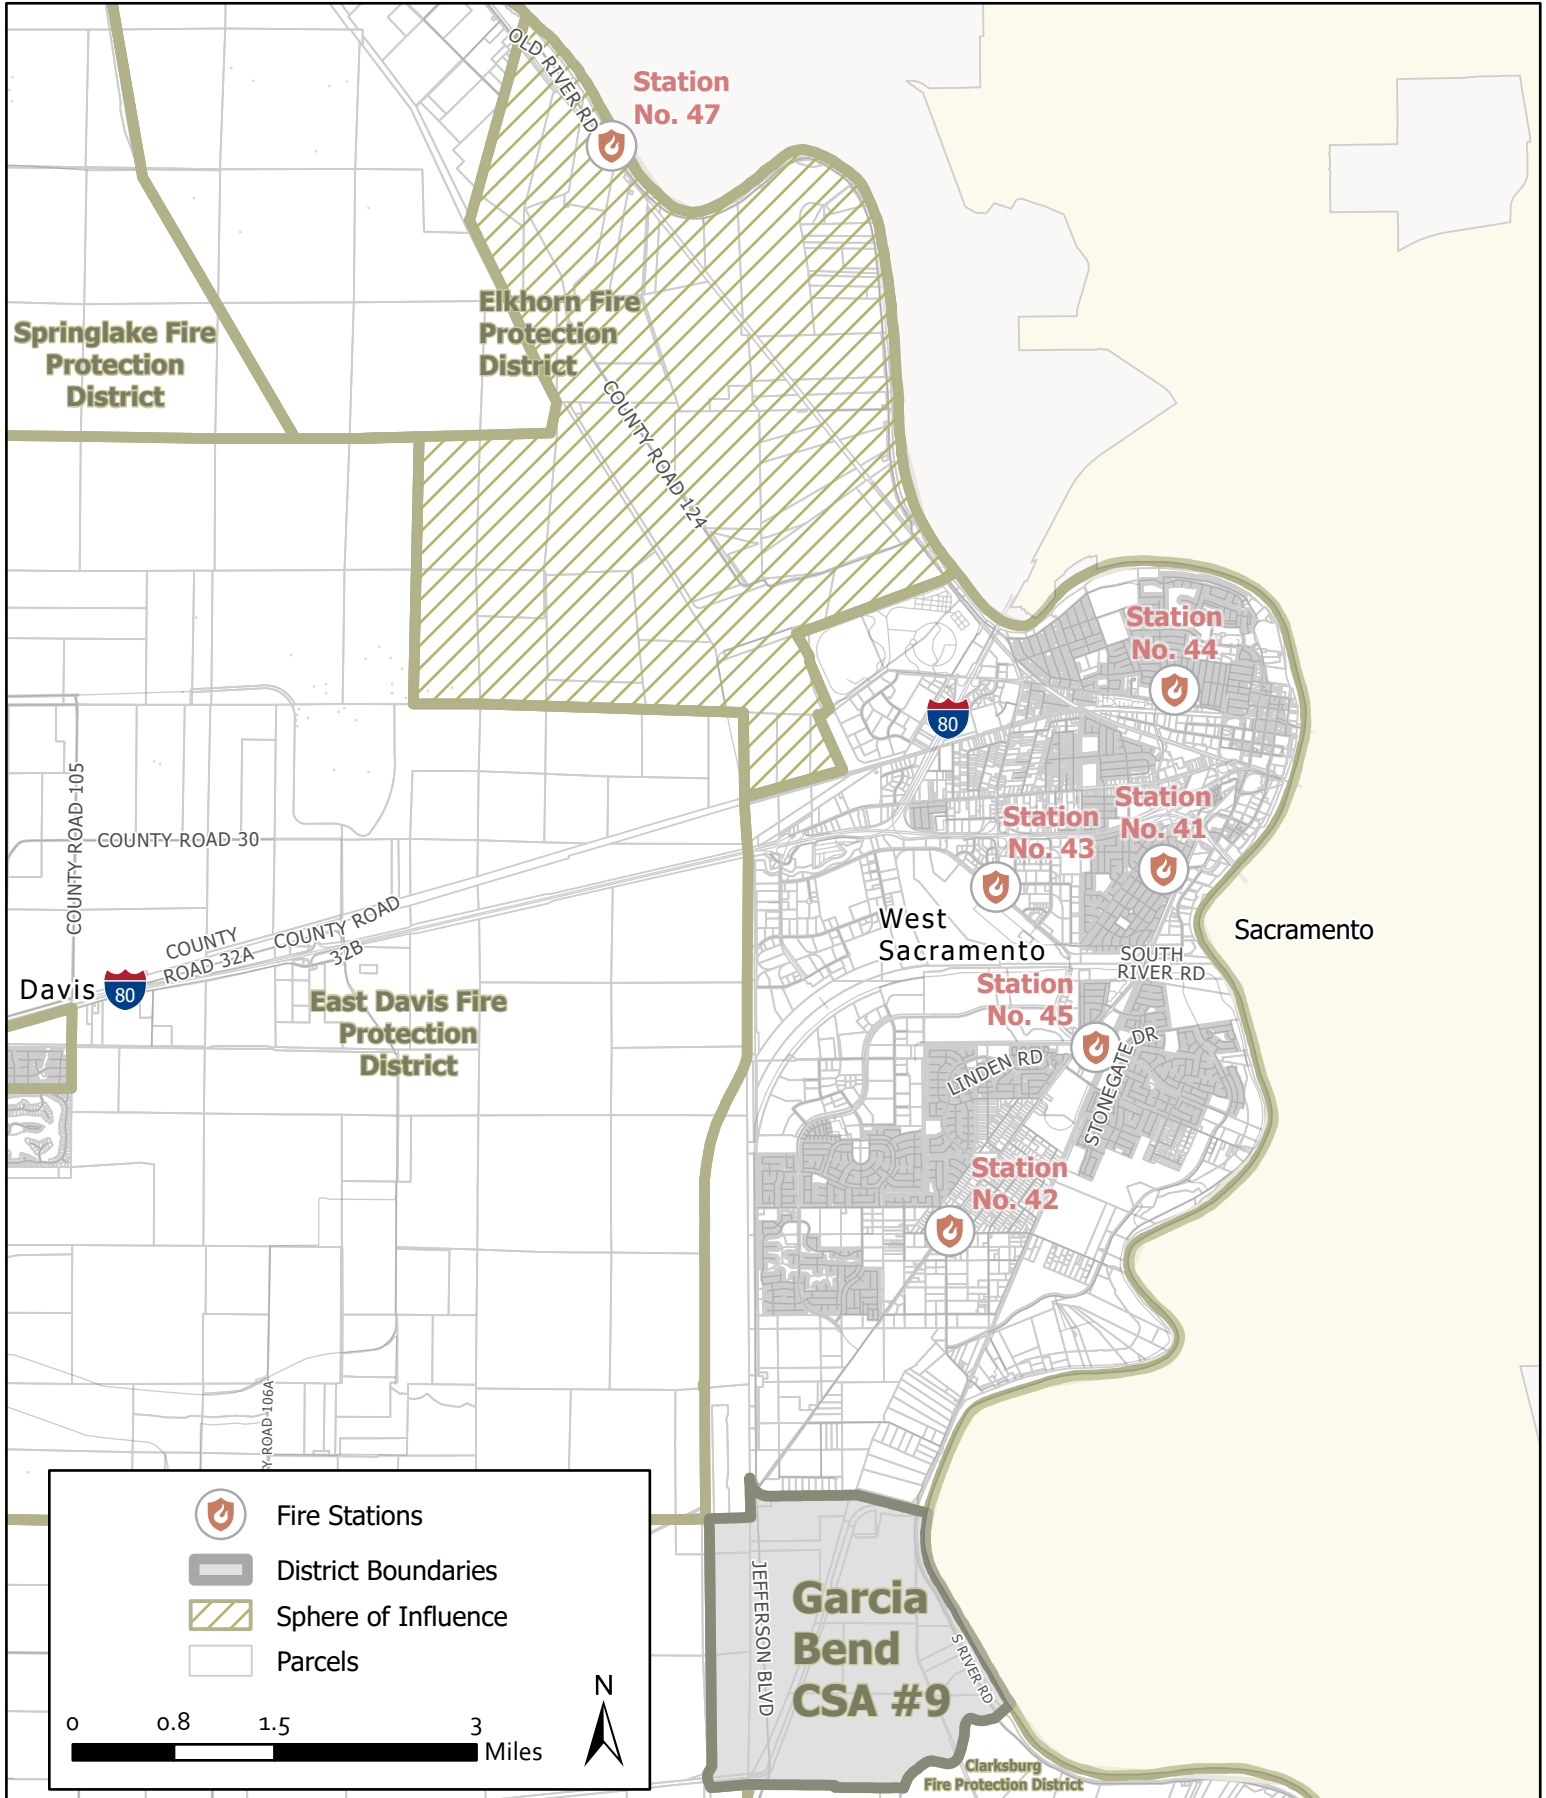 OLD RIVER RD
Station
No. 47
Springlake Fire
Protection
District
Elkhorn Fire
Protection
District
COUNTY ROAD 124
Station
No. 44
80
COUNTY ROAD 105
COUNTY ROAD 30
Station
No. 43
Station
No. 41
West
Sacramento
Sacramento
COUNTY
ROAD 32A
COUNTY ROAD
32B
SOUTH
RIVER RD
Davis
80
East Davis Fire
Protection
District
Station
No. 45
LINDEN RD
STONEGATE DR
Station
No. 42
Y ROAD 106A
Fire Stations
District Boundaries
Sphere of Influence
Parcels
0 0.8 1.5 3
Miles
N
JEFFERSON BLVD
Garcia
Bend
CSA #9
S RIVER RD
Clarksburg
Fire Protection District